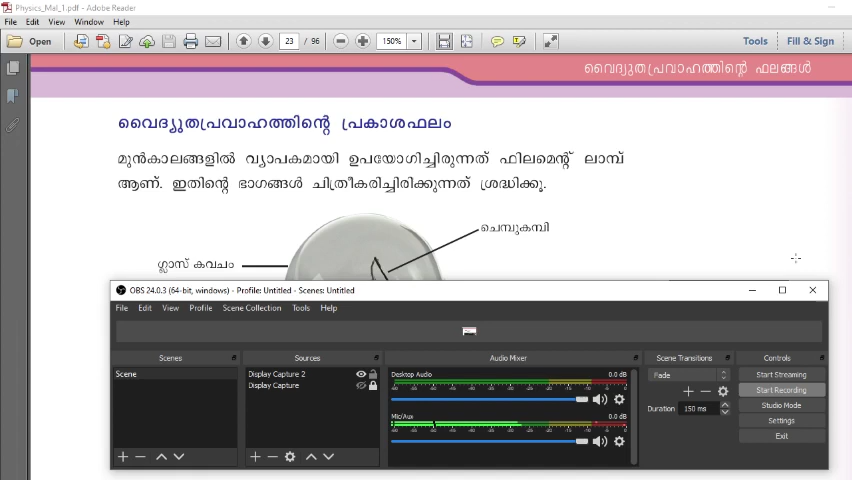 Physics_Mal_1.pdf - Adobe Reader
File Edit View Window Help
Open 23 / 96 150% Tools Fill & Sign
വൈദ്യുതപ്രവാഹത്തിന്റെ ഫലങ്ങൾ
വൈദ്യുതപ്രവാഹത്തിന്റെ പ്രകാശഫലം
മുൻകാലങ്ങളിൽ വ്യാപകമായി ഉപയോഗിച്ചിരുന്നത് ഫിലമെന്റ് ലാമ്പ്
ആണ്. ഇതിന്റെ ഭാഗങ്ങൾ ചിത്രീകരിച്ചിരിക്കുന്നത് ശ്രദ്ധിക്കൂ.
ചെമ്പുകമ്പി
ഗ്ലാസ് കവചം
OBS 24.0.3 (64-bit, windows) - Profile: Untitled - Scenes: Untitled
File Edit View Profile Scene Collection Tools Help
Scenes Sources Audio Mixer Scene Transitions Controls
Scene Display Capture 2 Desktop Audio 0.0 dB Fade Start Streaming
Display Capture Start Recording
Duration 150 ms Studio Mode
Mic/Aux 0.0 dB Settings
Exit